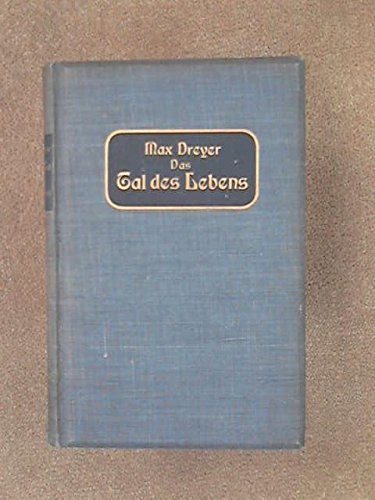 Max Dreyer
Das
Tal des Lebens